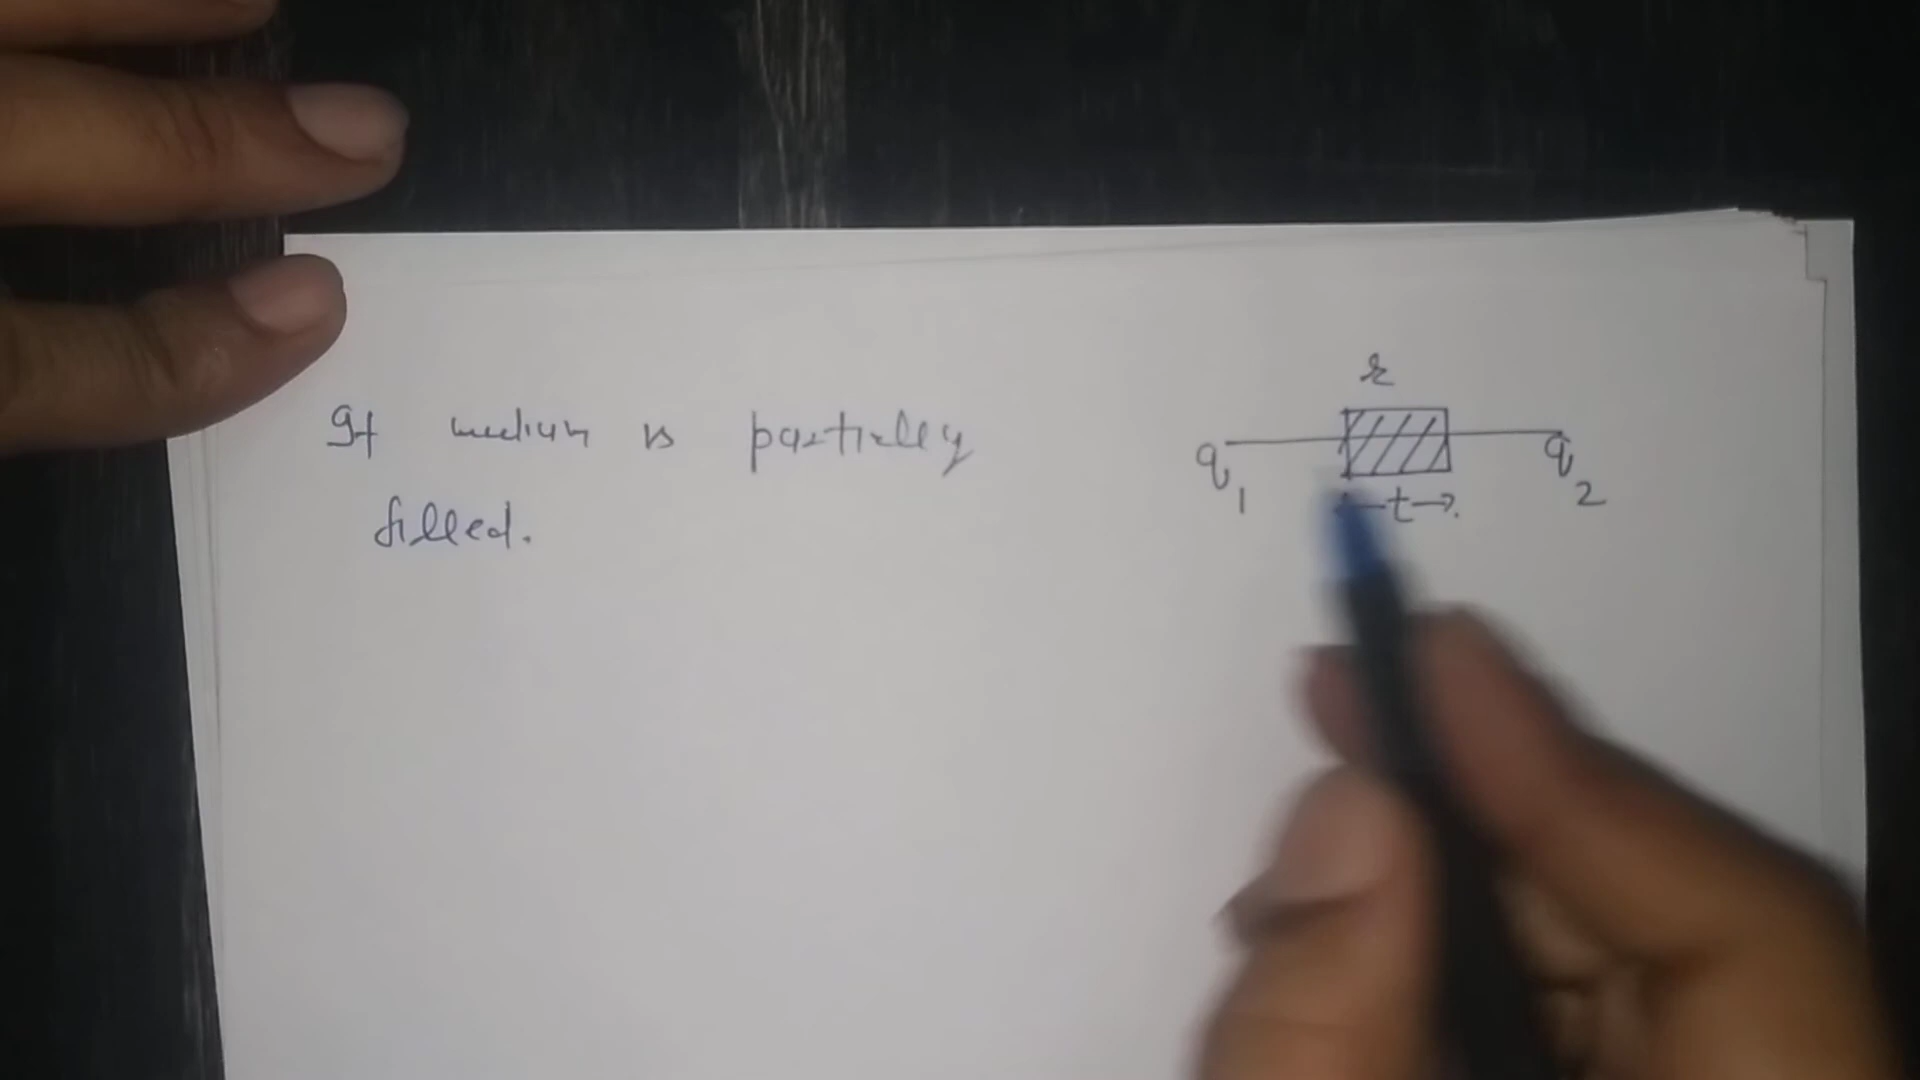 If medium is partially
filled.
r
q1 q2
←t→